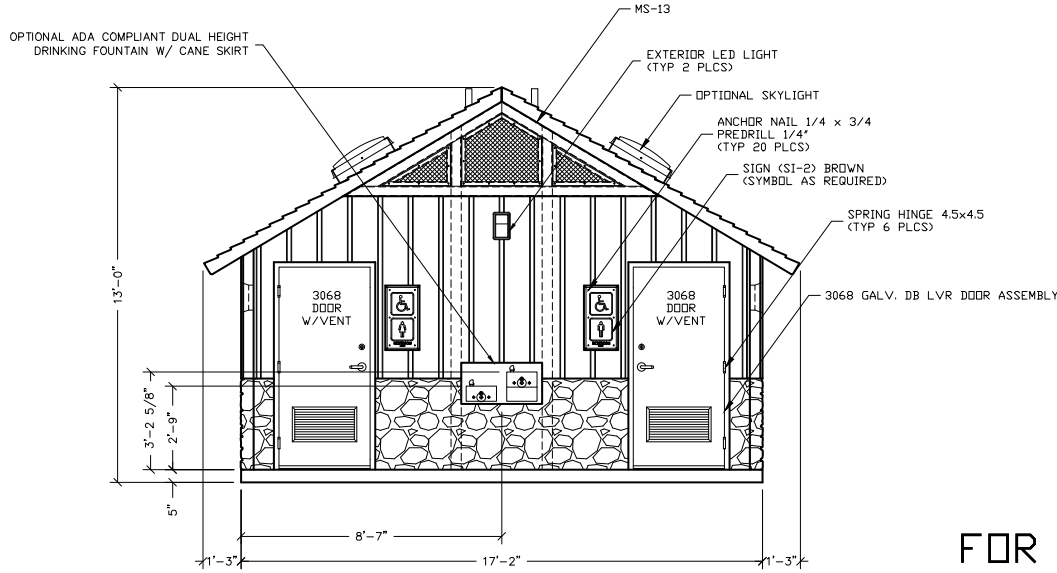 MS-13
OPTIONAL ADA COMPLIANT DUAL HEIGHT
DRINKING FOUNTAIN W/ CANE SKIRT
EXTERIOR LED LIGHT
(TYP 2 PLCS)
OPTIONAL SKYLIGHT
ANCHOR NAIL 1/4 x 3/4
PREDRILL 1/4"
(TYP 20 PLCS)
SIGN (SI-2) BROWN
(SYMBOL AS REQUIRED)
SPRING HINGE 4.5x4.5
(TYP 6 PLCS)
3068 GALV. DB LVR DOOR ASSEMBLY
3068
DOOR
W/VENT
3068
DOOR
W/VENT
13'-0"
3'-2 5/8"
2'-9"
5"
8'-7"
1'-3"
17'-2"
1'-3"
FOR